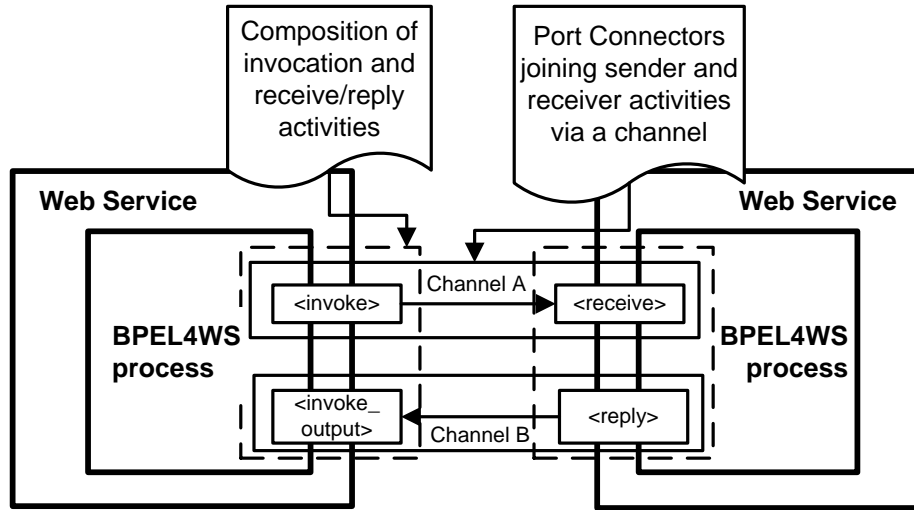 Composition of
invocation and
receive/reply
activities
Port Connectors
joining sender and
receiver activities
via a channel
Web Service
Web Service
Channel A
<invoke>
<receive>
BPEL4WS
process
BPEL4WS
process
<invoke_
output>
<reply>
Channel B